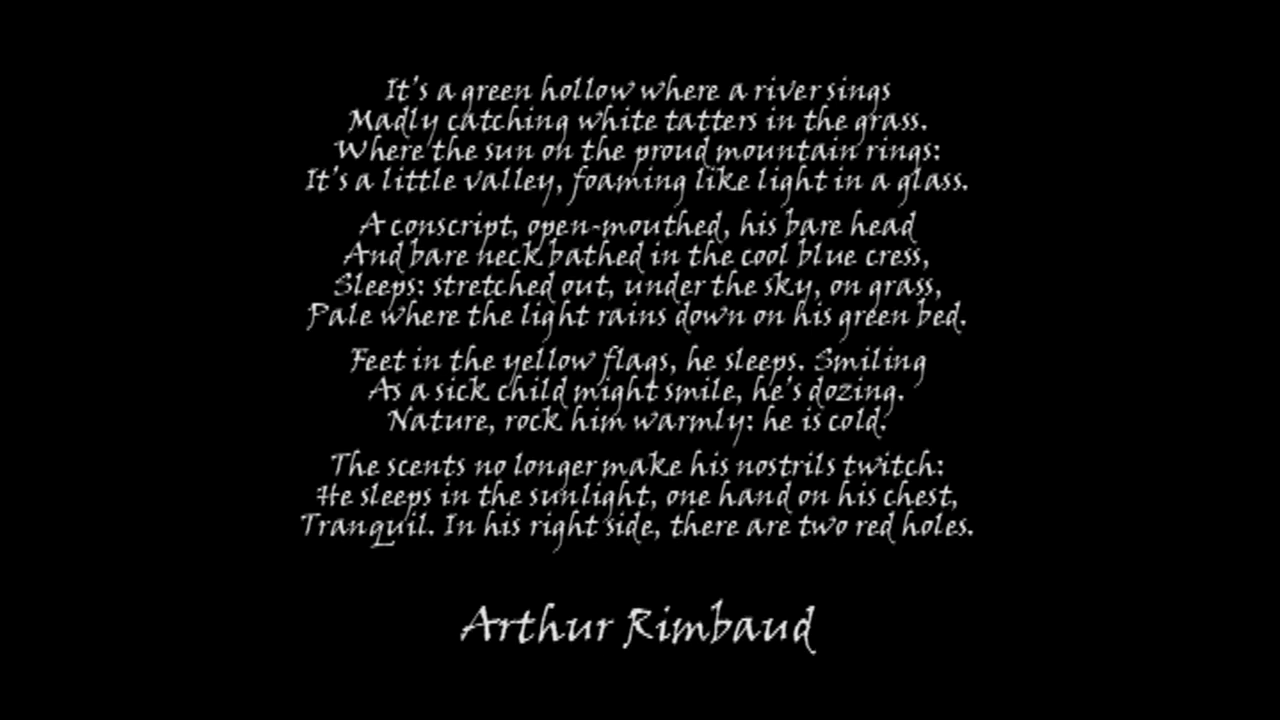 It's a green hollow where a river sings
Madly catching white tatters in the grass.
Where the sun on the proud mountain rings:
It's a little valley, foaming like light in a glass.
A conscript, open-mouthed, his bare head
And bare neck bathed in the cool blue cress,
Sleeps: stretched out, under the sky, on grass,
Pale where the light rains down on his green bed.
Feet in the yellow flags, he sleeps. Smiling
As a sick child might smile, he's dozing.
Nature, rock him warmly: he is cold.
The scents no longer make his nostrils twitch:
He sleeps in the sunlight, one hand on his chest,
Tranquil. In his right side, there are two red holes.
Arthur Rimbaud